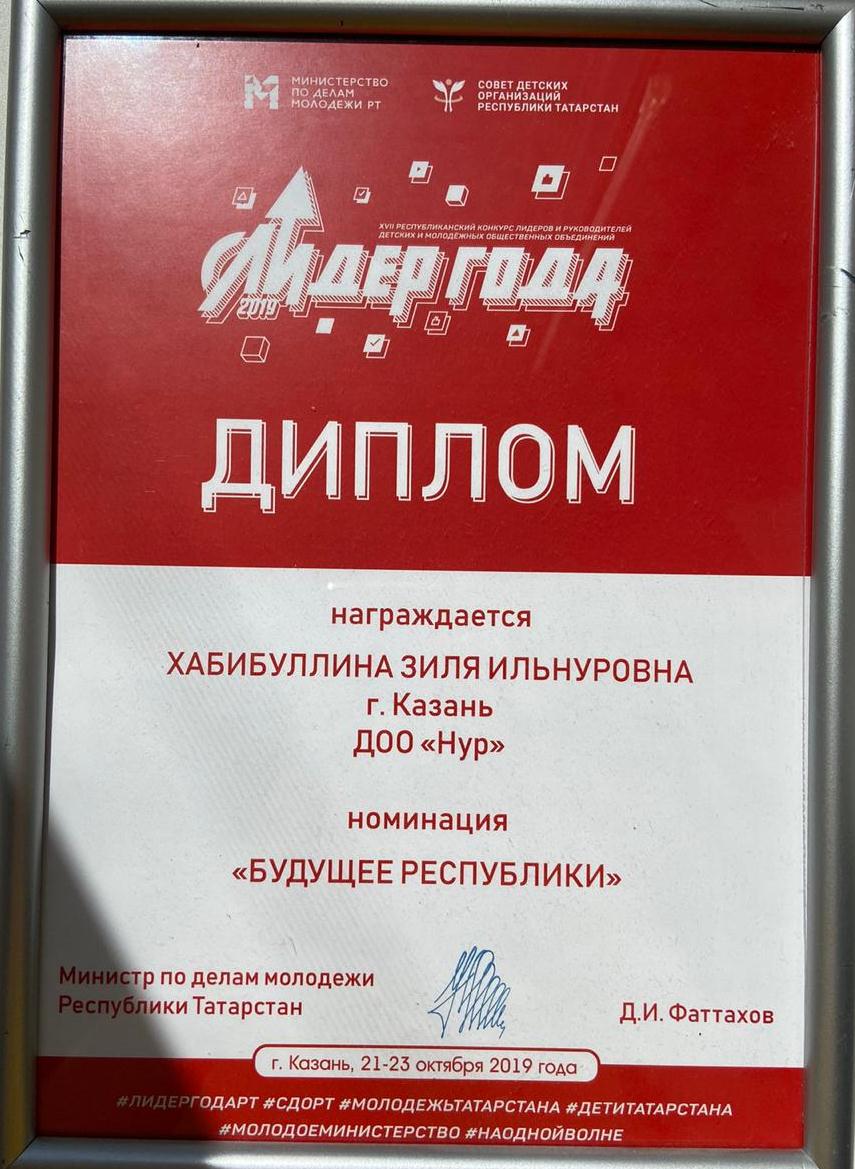 МИНИСТЕРСТВО
ПО ДЕЛАМ
МОЛОДЕЖИ РТ
СОВЕТ ДЕТСКИХ
ОРГАНИЗАЦИЙ
РЕСПУБЛИКИ ТАТАРСТАН
XVII РЕСПУБЛИКАНСКИЙ КОНКУРС ЛИДЕРОВ И РУКОВОДИТЕЛЕЙ
ДЕТСКИХ И МОЛОДЁЖНЫХ ОБЩЕСТВЕННЫХ ОБЪЕДИНЕНИЙ
ЛИДЕР ГОДА
2019
ДИПЛОМ
награждается
ХАБИБУЛЛИНА ЗИЛЯ ИЛЬНУРОВНА
г. Казань
ДОО «Нур»
номинация
«БУДУЩЕЕ РЕСПУБЛИКИ»
Министр по делам молодежи
Республики Татарстан
Д.И. Фаттахов
г. Казань, 21-23 октября 2019 года
#ЛИДЕРГОДАРТ #СДОРТ #МОЛОДЕЖЬТАТАРСТАНА #ДЕТИТАТАРСТАНА
#МОЛОДОЕМИНИСТЕРСТВО #НАОДНОЙВОЛНЕ